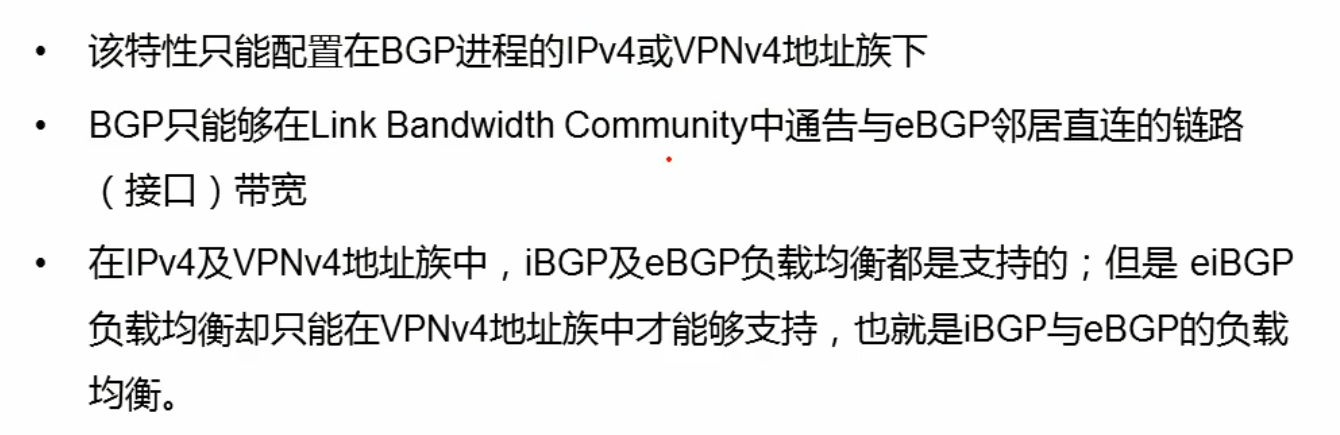 • 该特性只能配置在BGP进程的IPv4或VPNv4地址族下
• BGP只能够在Link Bandwidth Community中通告与eBGP邻居直连的链路
（接口）带宽
• 在IPv4及VPNv4地址族中，iBGP及eBGP负载均衡都是支持的；但是 eiBGP
负载均衡却只能在VPNv4地址族中才能够支持，也就是iBGP与eBGP的负载
均衡。